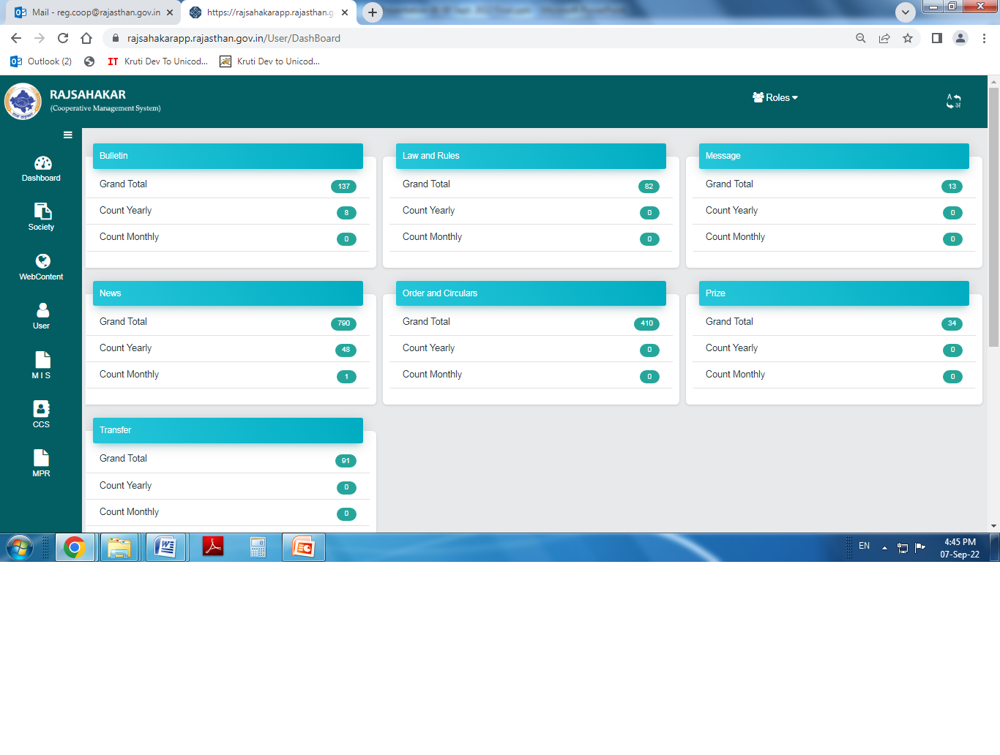 Mail - reg.coop@rajasthan.gov.in
https://rajsahakarapp.rajasthan.g
rajsahakarapp.rajasthan.gov.in/User/DashBoard
Outlook (2)
IT Kruti Dev To Unicod...
Kruti Dev to Unicod...
RAJSAHAKAR
(Cooperative Management System)
Roles
A
अ
Dashboard
Society
WebContent
User
M I S
CCS
MPR
Bulletin
Grand Total 137
Count Yearly 8
Count Monthly 0
Law and Rules
Grand Total 82
Count Yearly 0
Count Monthly 0
Message
Grand Total 13
Count Yearly 0
Count Monthly 0
News
Grand Total 790
Count Yearly 48
Count Monthly 1
Order and Circulars
Grand Total 410
Count Yearly 0
Count Monthly 0
Prize
Grand Total 34
Count Yearly 0
Count Monthly 0
Transfer
Grand Total 91
Count Yearly 0
Count Monthly 0
EN
4:45 PM
07-Sep-22